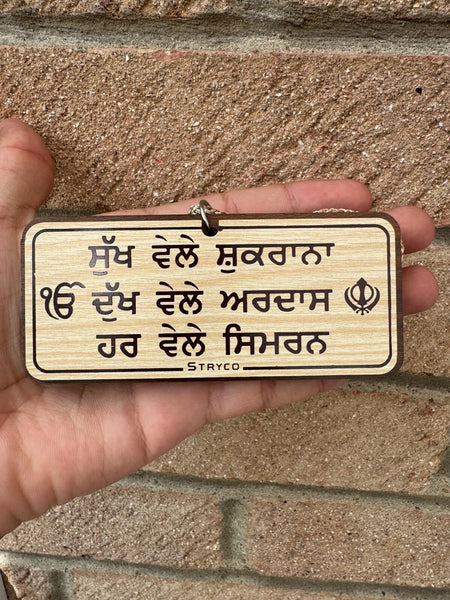 ਸੁੱਖ ਵੇਲੇ ਸ਼ੁਕਰਾਨਾ
ੴ ਦੁੱਖ ਵੇਲੇ ਅਰਦਾਸ ☬
ਹਰ ਵੇਲੇ ਸਿਮਰਨ
STRYCO